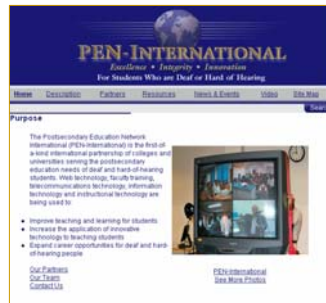 PEN-INTERNATIONAL
Excellence • Integrity • Innovation
For Students Who are Deaf or Hard of Hearing
Home Description Partners Resources News & Events Video Site Map
Sear
Purpose
The Postsecondary Education Network
International (PEN-International) is the first-of-
a-kind international partnership of colleges and
universities serving the postsecondary
education needs of deaf and hard-of-hearing
students. Web technology, faculty training,
telecommunications technology, information
technology and instructional technology are
being used to:
Improve teaching and learning for students
Increase the application of innovative
technology to teaching students
Expand career opportunities for deaf and hard-
of-hearing people
Our Partners
Our Team
Contact Us
PEN-International
See More Photos